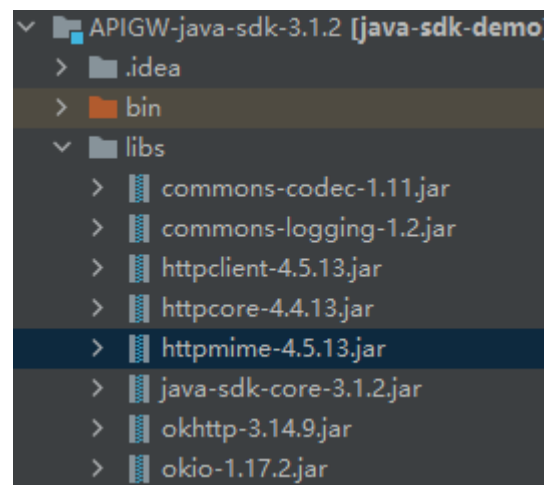 APIGW-java-sdk-3.1.2 [java-sdk-demo]
.idea
bin
libs
commons-codec-1.11.jar
commons-logging-1.2.jar
httpclient-4.5.13.jar
httpcore-4.4.13.jar
httpmime-4.5.13.jar
java-sdk-core-3.1.2.jar
okhttp-3.14.9.jar
okio-1.17.2.jar